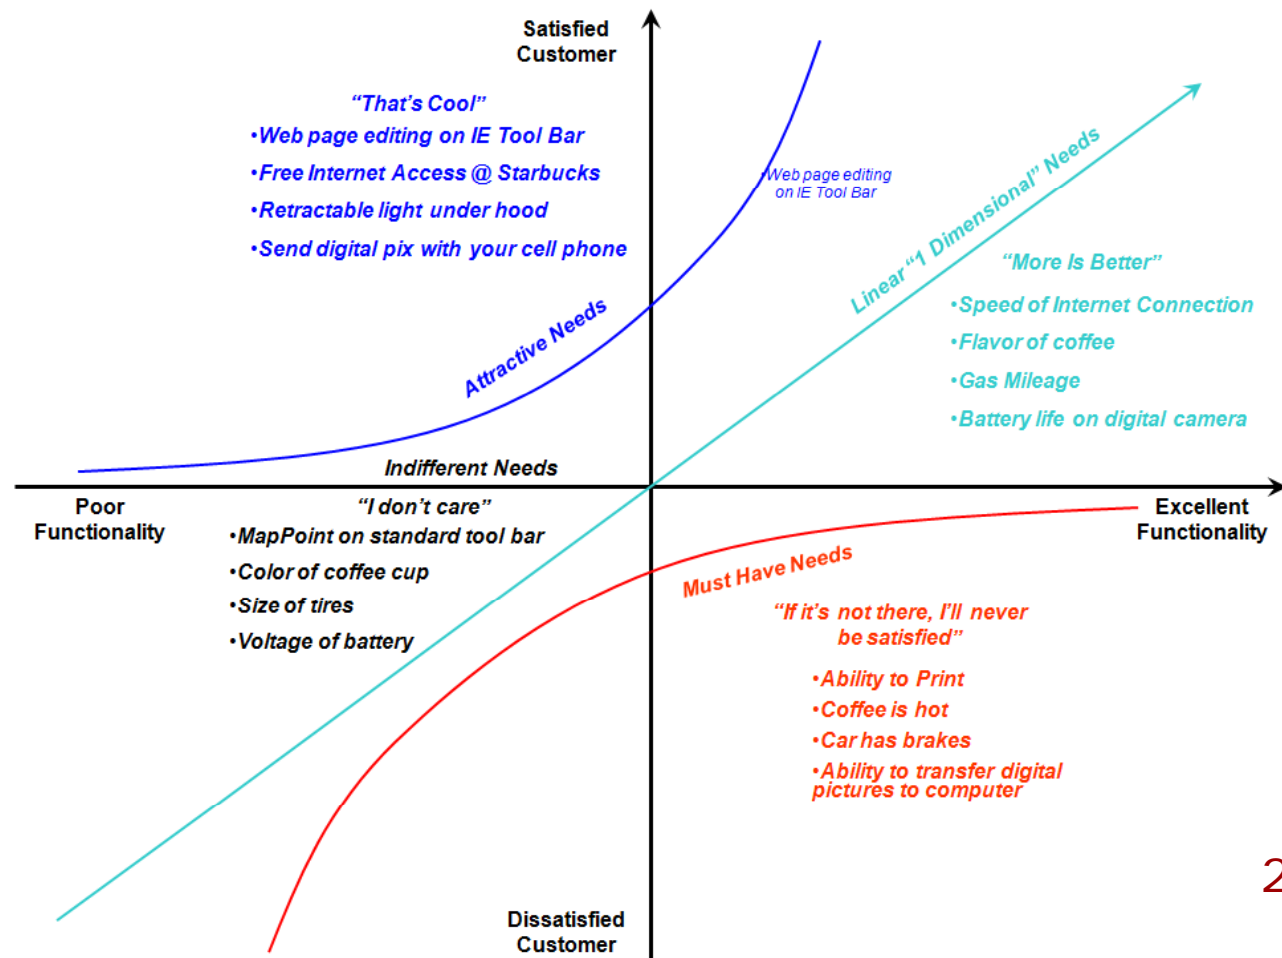 Satisfied
Customer
“That’s Cool”
•Web page editing on IE Tool Bar
•Free Internet Access @ Starbucks
•Retractable light under hood
•Send digital pix with your cell phone
•Web page editing
on IE Tool Bar
Linear “1 Dimensional” Needs
“More Is Better”
•Speed of Internet Connection
•Flavor of coffee
•Gas Mileage
•Battery life on digital camera
Attractive Needs
Indifferent Needs
Poor
Functionality
“I don’t care”
•MapPoint on standard tool bar
•Color of coffee cup
•Size of tires
•Voltage of battery
Excellent
Functionality
Must Have Needs
“If it’s not there, I’ll never
be satisfied”
•Ability to Print
•Coffee is hot
•Car has brakes
•Ability to transfer digital
pictures to computer
2
Dissatisfied
Customer